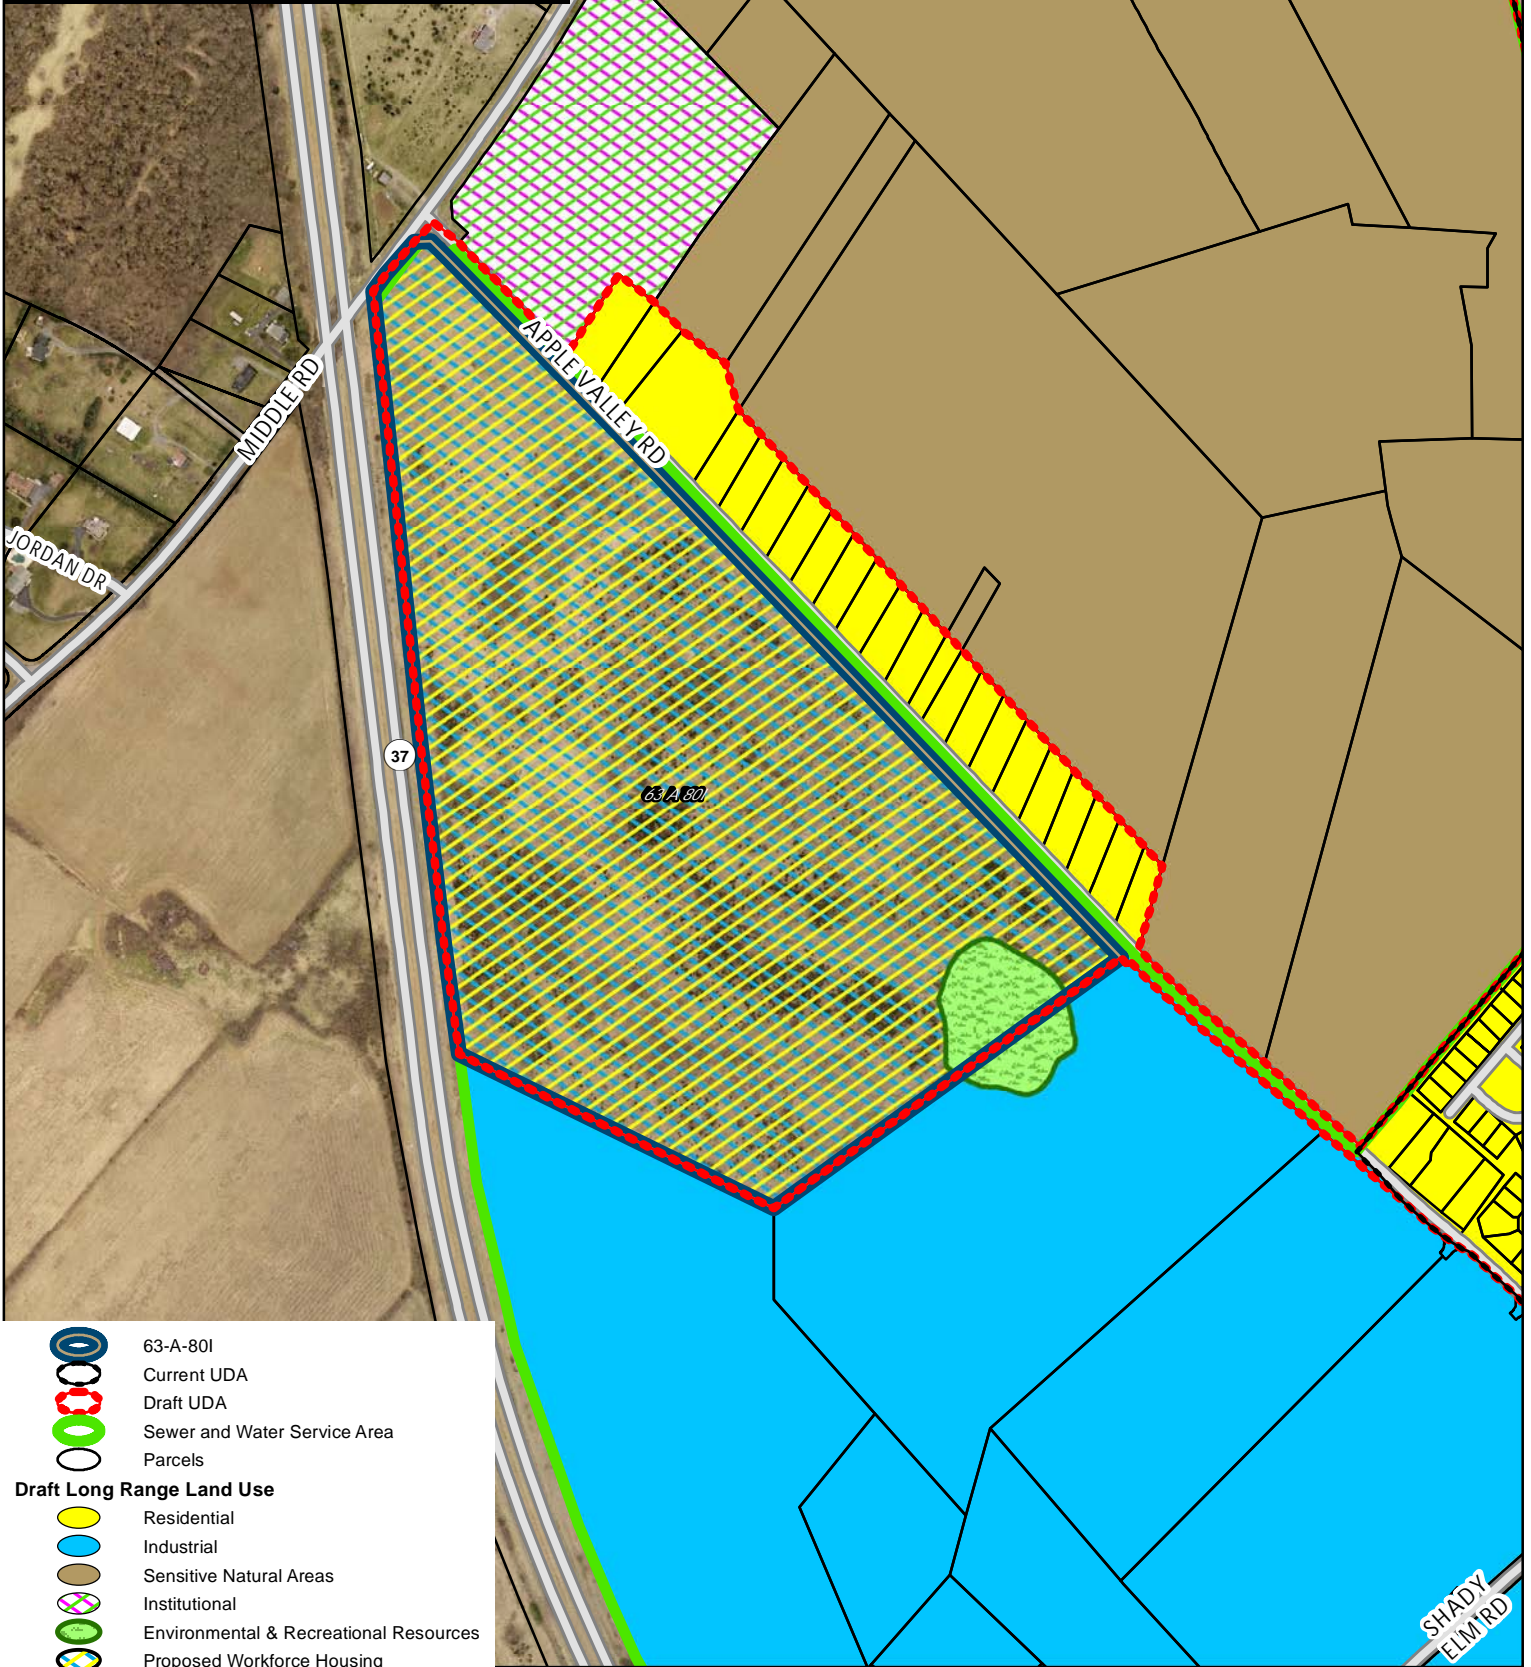 APPLE VALLEY RD
MIDDLE RD
JORDAN DR
37
63 A 80I
63-A-80I
Current UDA
Draft UDA
Sewer and Water Service Area
Parcels
Draft Long Range Land Use
Residential
Industrial
Sensitive Natural Areas
Institutional
Environmental & Recreational Resources
Proposed Workforce Housing
SHADY
ELM RD